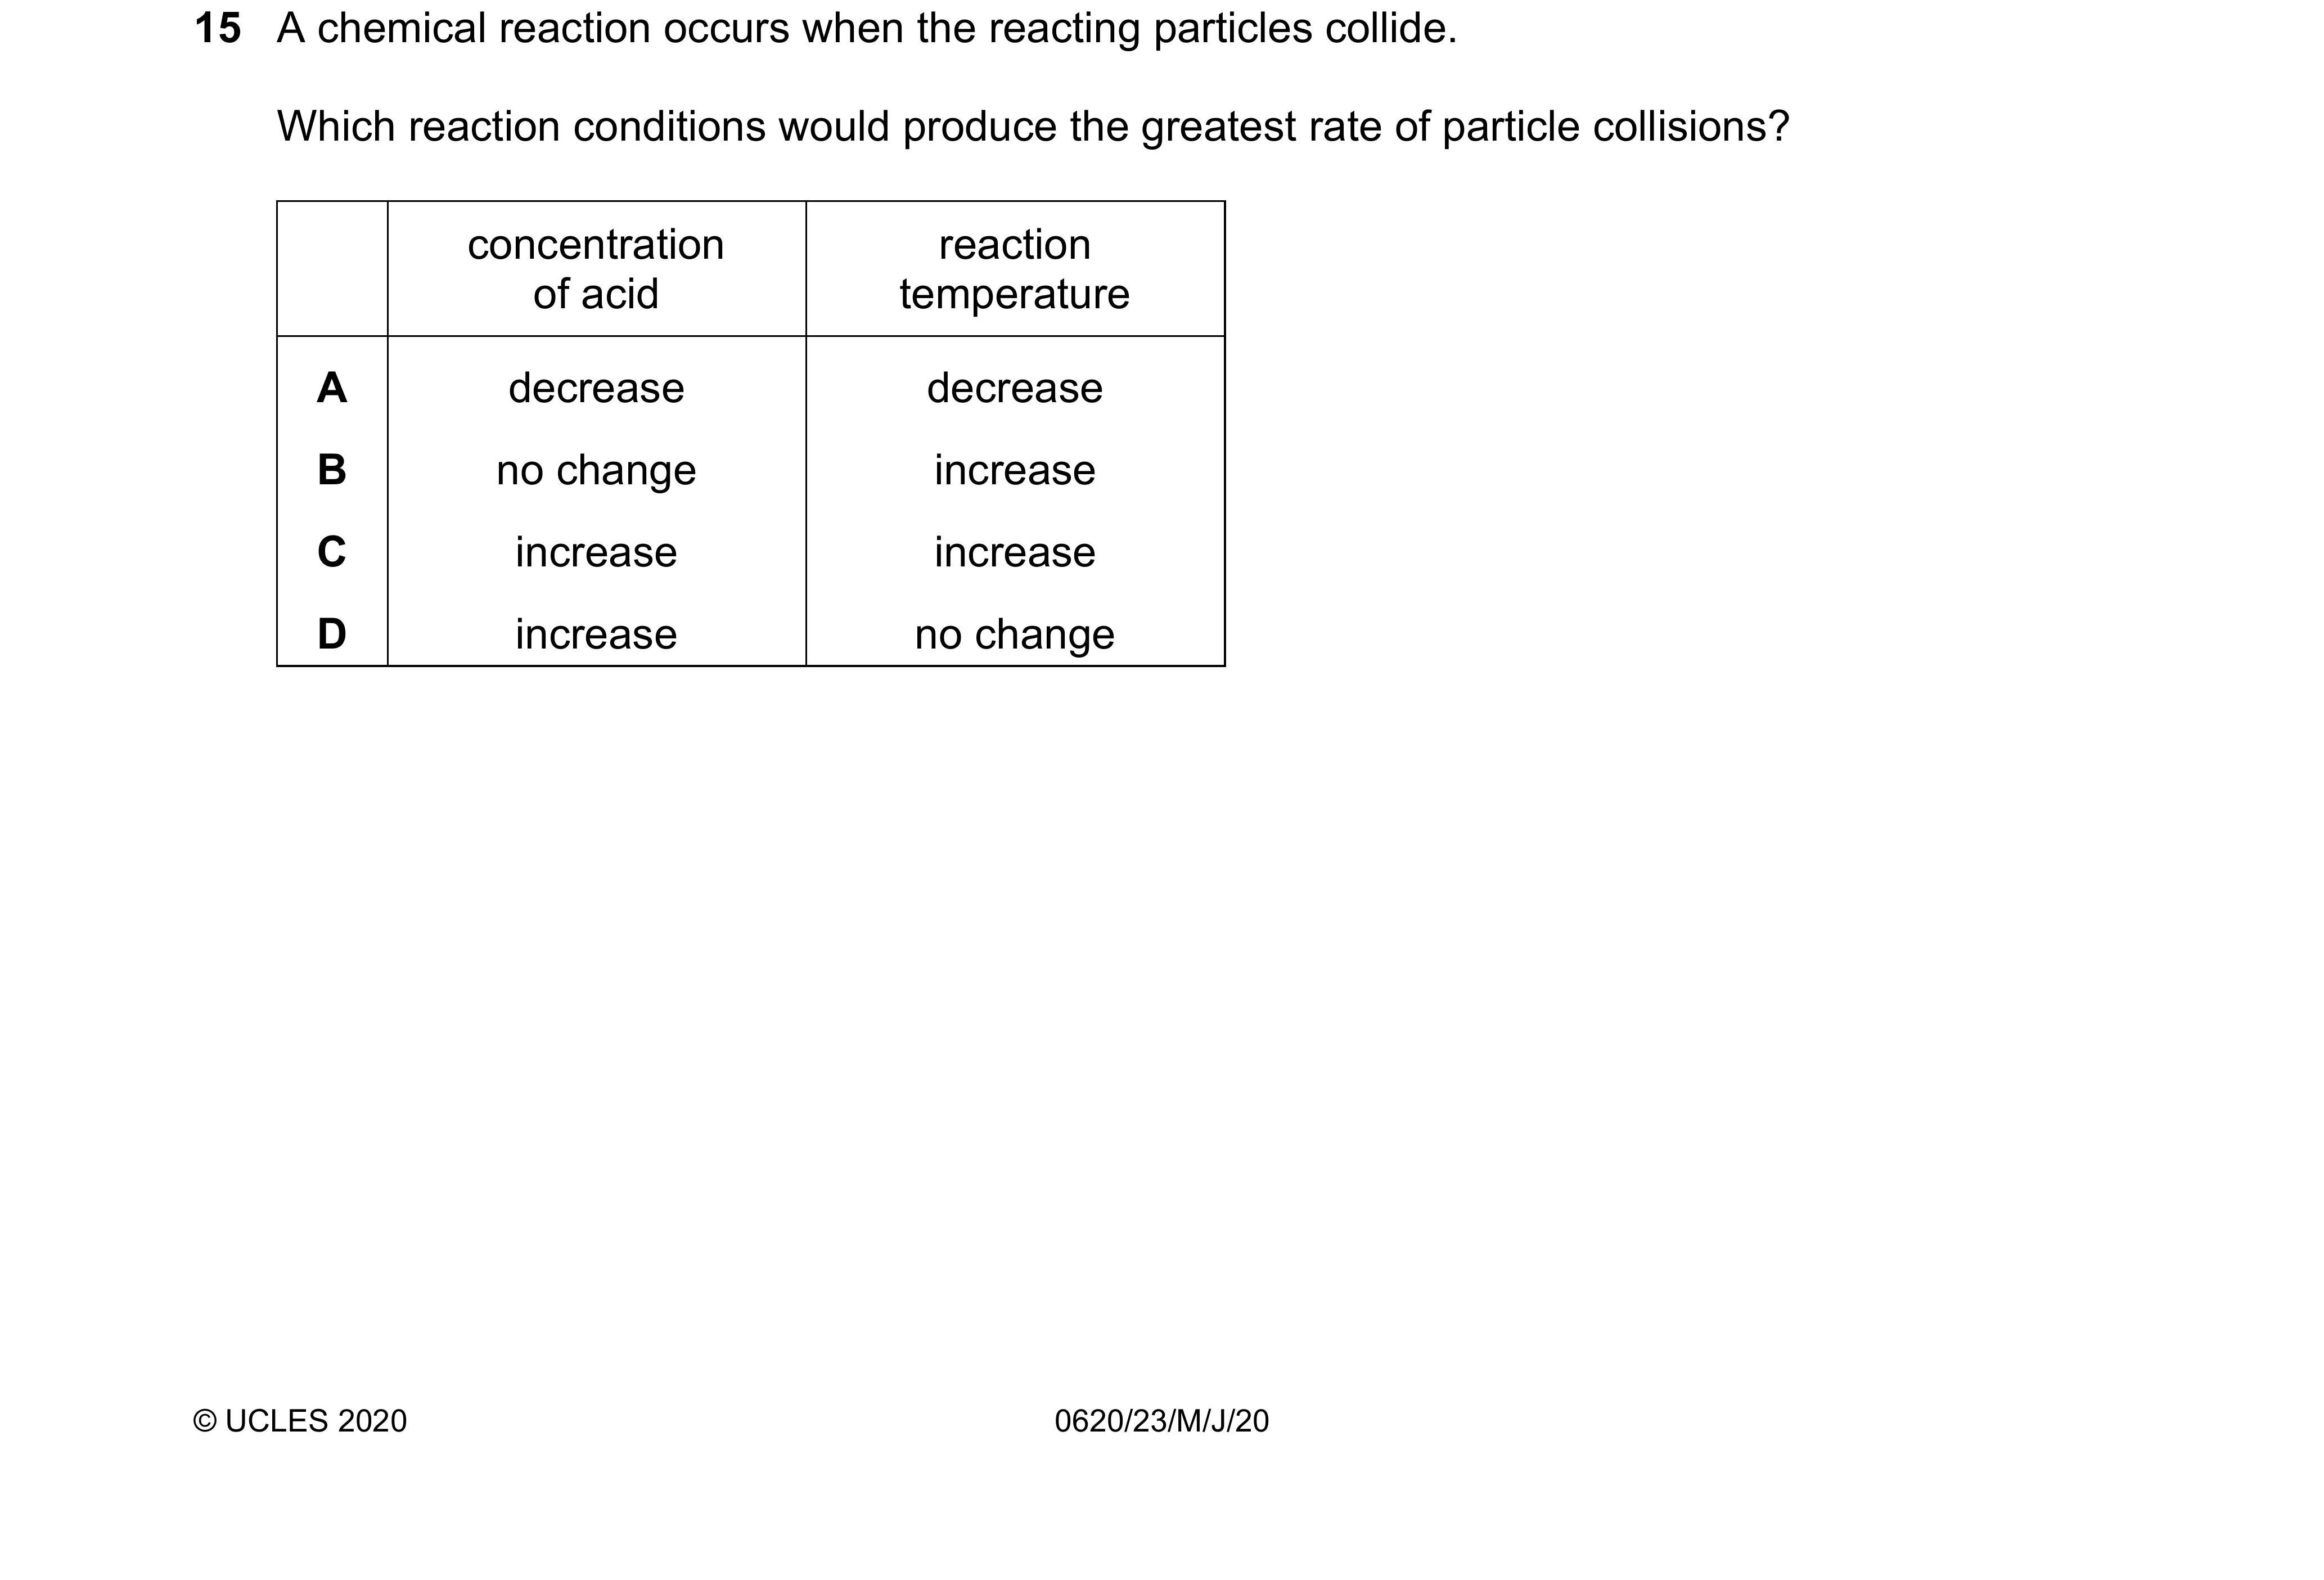 15 A chemical reaction occurs when the reacting particles collide.
Which reaction conditions would produce the greatest rate of particle collisions?
concentration of acid reaction temperature
A decrease decrease
B no change increase
C increase increase
D increase no change
© UCLES 2020 0620/23/M/J/20